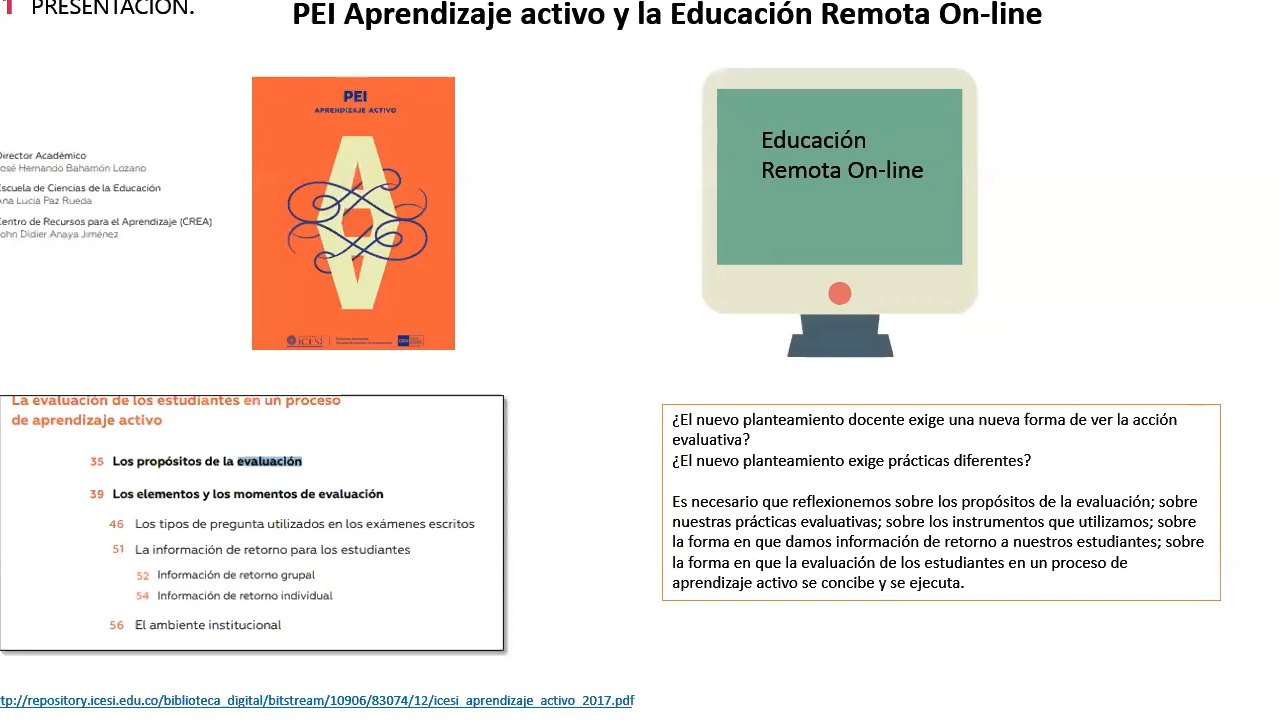 1 PRESENTACIÓN.
PEI Aprendizaje activo y la Educación Remota On-line
Director Académico
José Hernando Bahamón Lozano
Escuela de Ciencias de la Educación
Ana Lucia Paz Rueda
Centro de Recursos para el Aprendizaje (CREA)
John Didier Anaya Jiménez
PEI
APRENDIZAJE ACTIVO
ICESI
Educación
Remota On-line
La evaluación de los estudiantes en un proceso
de aprendizaje activo
35 Los propósitos de la evaluación
39 Los elementos y los momentos de evaluación
46 Los tipos de pregunta utilizados en los exámenes escritos
51 La información de retorno para los estudiantes
52 Información de retorno grupal
54 Información de retorno individual
56 El ambiente institucional
¿El nuevo planteamiento docente exige una nueva forma de ver la acción
evaluativa?
¿El nuevo planteamiento exige prácticas diferentes?
Es necesario que reflexionemos sobre los propósitos de la evaluación; sobre
nuestras prácticas evaluativas; sobre los instrumentos que utilizamos; sobre
la forma en que damos información de retorno a nuestros estudiantes; sobre
la forma en que la evaluación de los estudiantes en un proceso de
aprendizaje activo se concibe y se ejecuta.
tp://repository.icesi.edu.co/biblioteca_digital/bitstream/10906/83074/12/icesi_aprendizaje_activo_2017.pdf